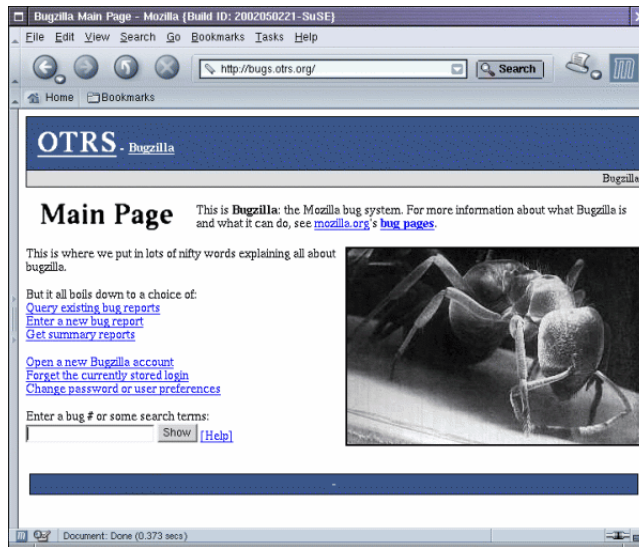 Bugzilla Main Page - Mozilla {Build ID: 2002050221-SuSE}
File Edit View Search Go Bookmarks Tasks Help
http://bugs.otrs.org/ Search
Home Bookmarks
OTRS - Bugzilla
Bugzilla
Main Page
This is Bugzilla: the Mozilla bug system. For more information about what Bugzilla is
and what it can do, see mozilla.org's bug pages.
This is where we put in lots of nifty words explaining all about
bugzilla.
But it all boils down to a choice of:
Query existing bug reports
Enter a new bug report
Get summary reports
Open a new Bugzilla account
Forget the currently stored login
Change password or user preferences
Enter a bug # or some search terms:
Show [Help]
-
Document: Done (0.373 secs)